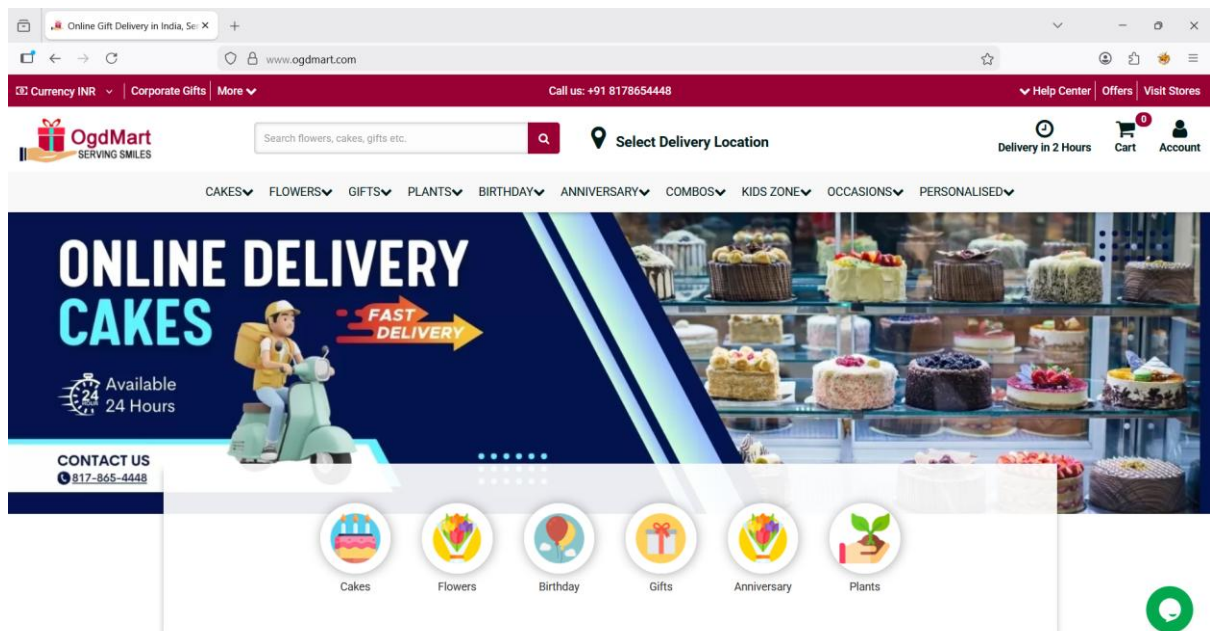 Online Gift Delivery in India, Se
www.ogdmart.com
Currency INR
Corporate Gifts
More
Call us: +91 8178654448
Help Center
Offers
Visit Stores
OgdMart
SERVING SMILES
Search flowers, cakes, gifts etc.
Select Delivery Location
Delivery in 2 Hours
0
Cart
Account
CAKES FLOWERS GIFTS PLANTS BIRTHDAY ANNIVERSARY COMBOS KIDS ZONE OCCASIONS PERSONALISED
ONLINE DELIVERY
CAKES
FAST
DELIVERY
24
HOUR
Available
24 Hours
CONTACT US
817-865-4448
Cakes
Flowers
Birthday
Gifts
Anniversary
Plants